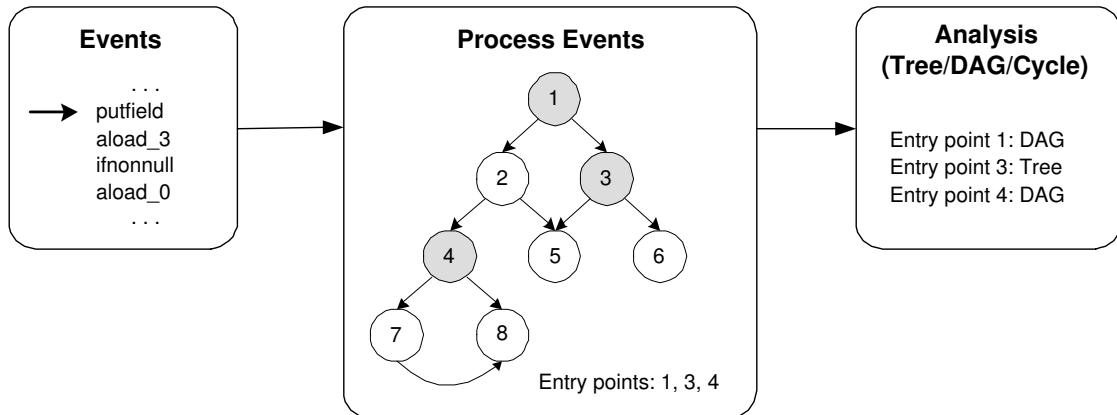 Events
. . .
putfield
aload_3
ifnonnull
aload_0
. . .
Process Events
1
2
3
4
5
6
7
8
Entry points: 1, 3, 4
Analysis
(Tree/DAG/Cycle)
Entry point 1: DAG
Entry point 3: Tree
Entry point 4: DAG